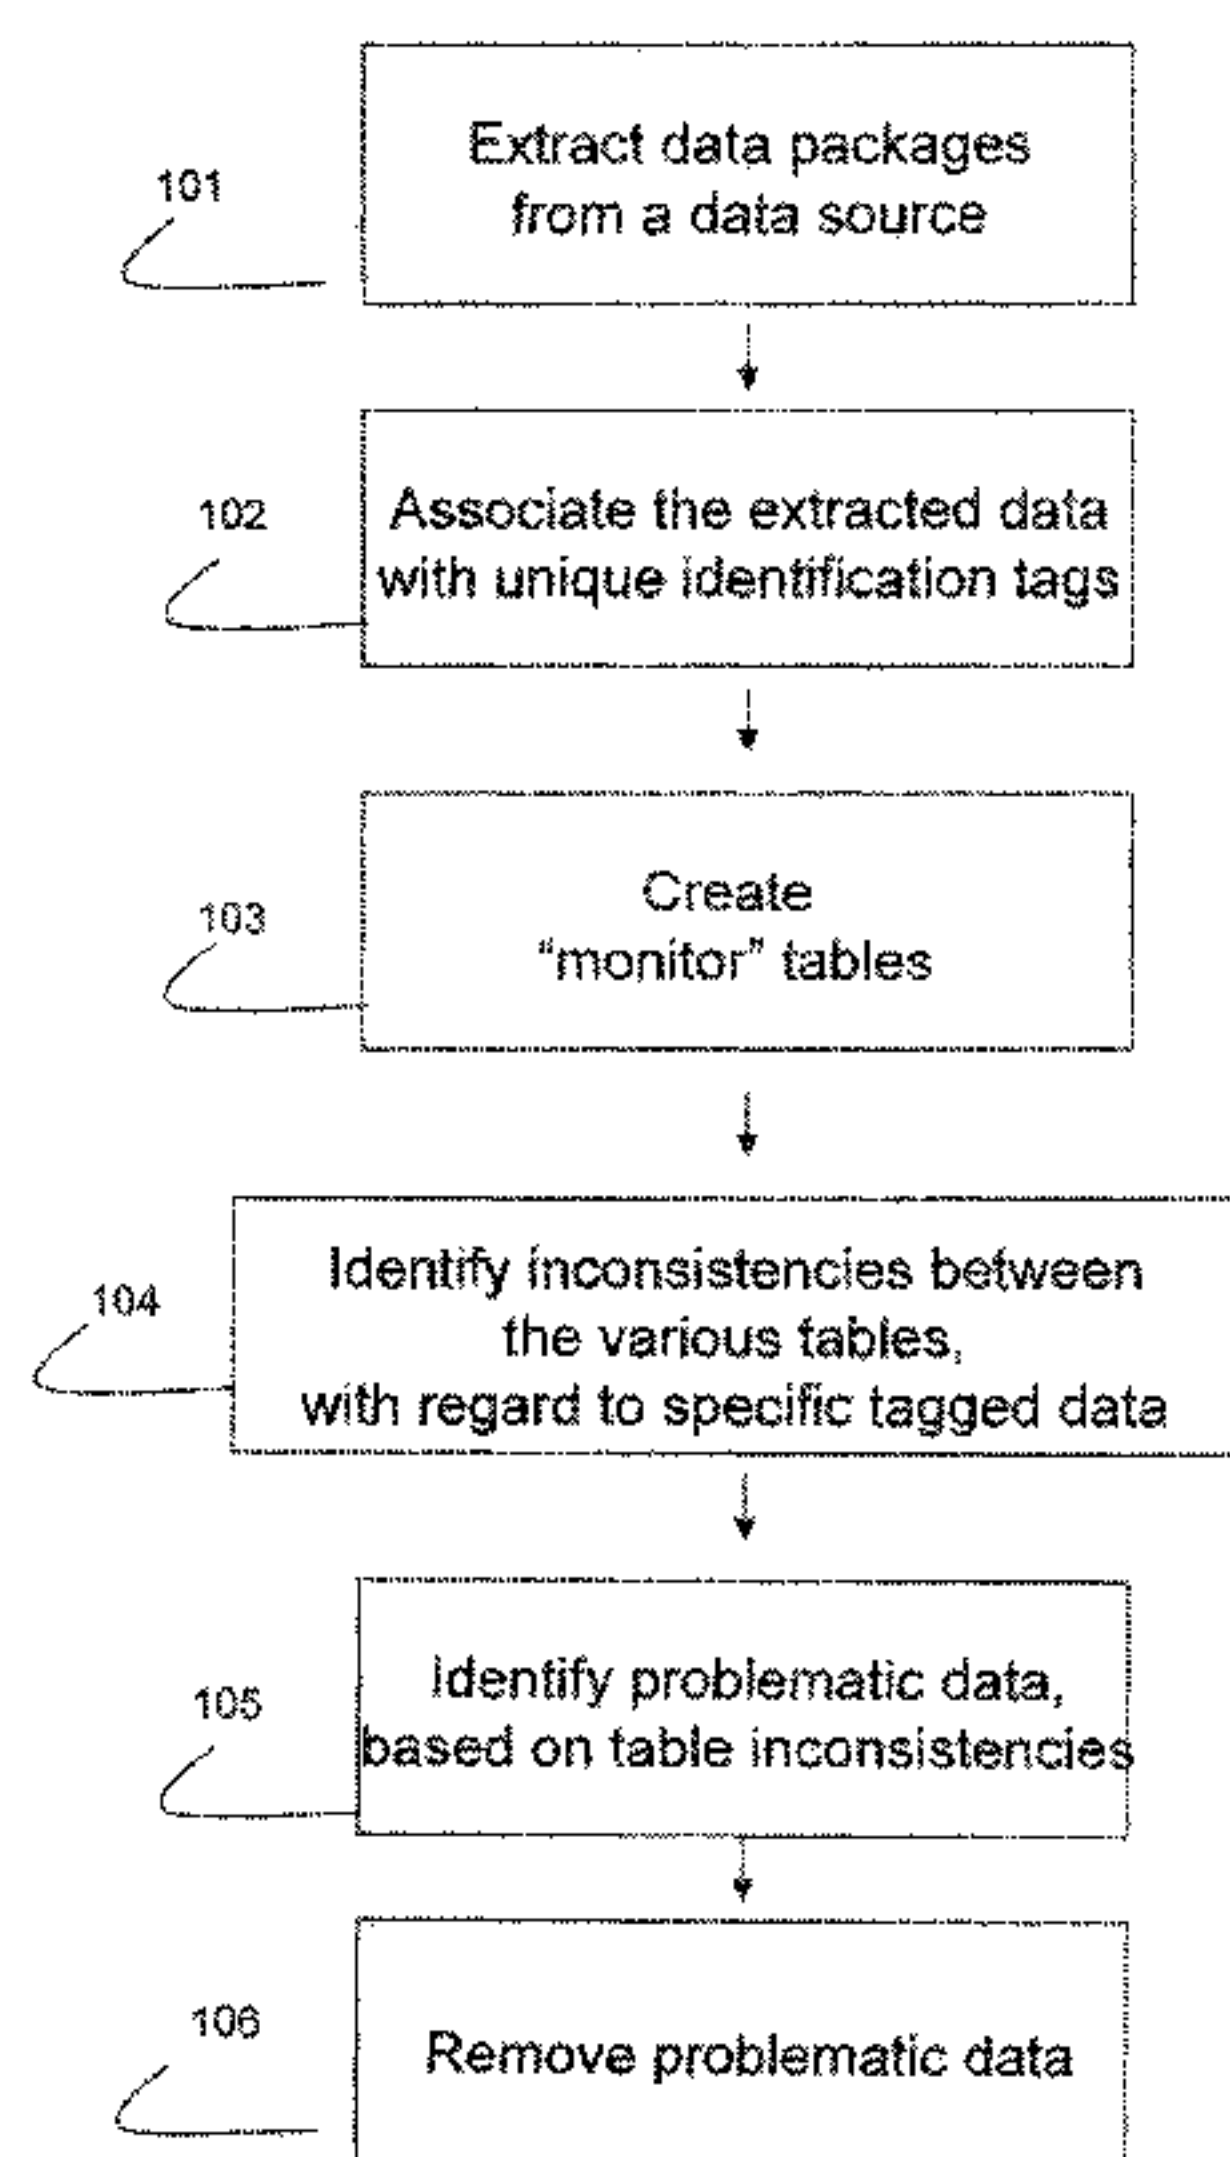 101
Extract data packages
from a data source
102
Associate the extracted data
with unique identification tags
103
Create
“monitor” tables
104
Identify inconsistencies between
the various tables,
with regard to specific tagged data
105
Identify problematic data,
based on table inconsistencies
106
Remove problematic data